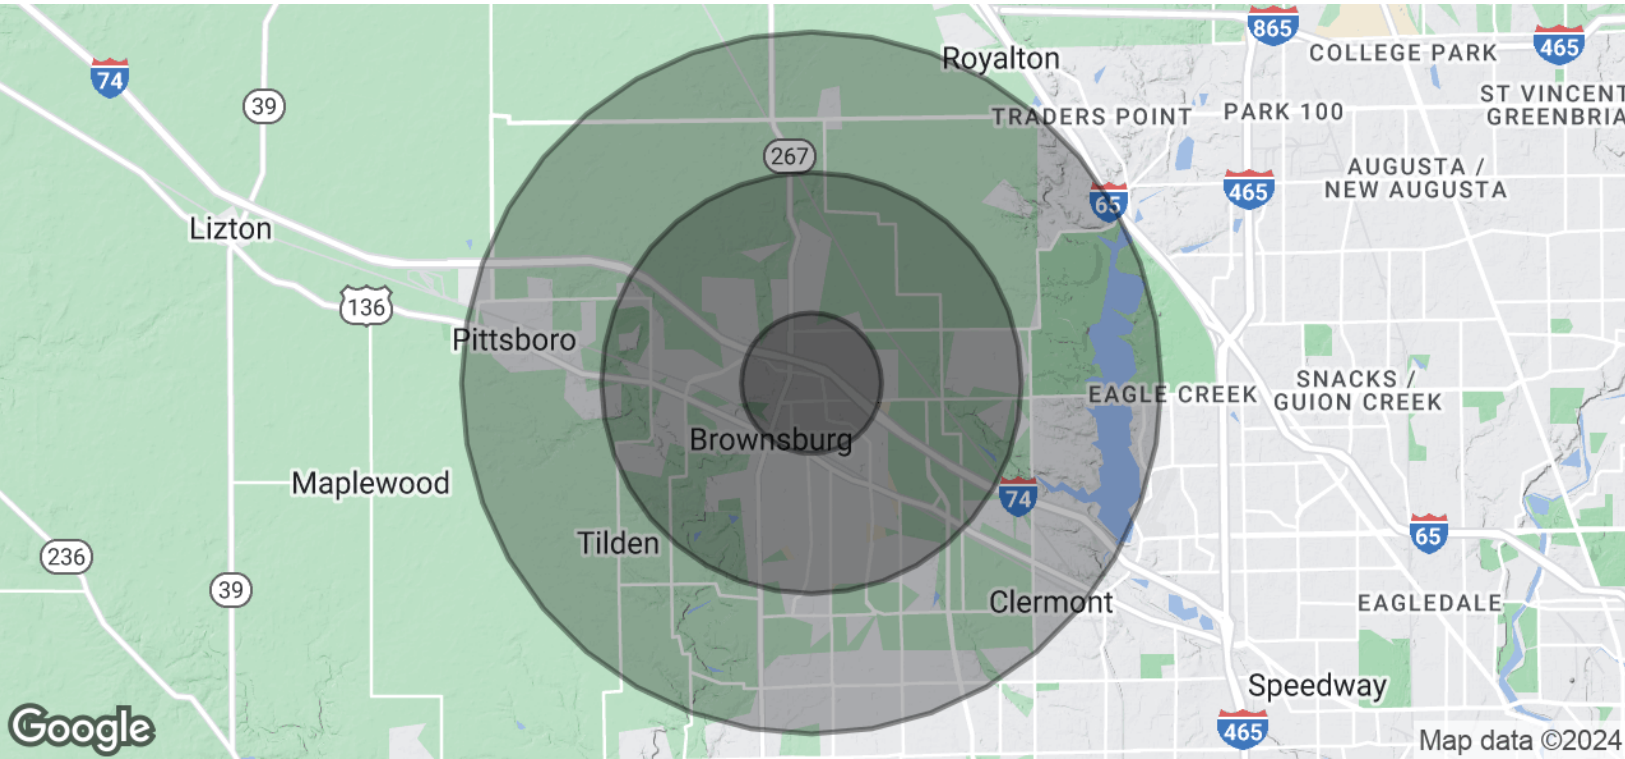 865
Royalton
COLLEGE PARK
465
74
39
ST VINCENT
GREENBRIA
TRADERS POINT
PARK 100
267
AUGUSTA /
NEW AUGUSTA
465
65
Lizton
136
Pittsboro
SNACKS /
GUION CREEK
EAGLE CREEK
Brownsburg
Maplewood
74
65
Tilden
236
39
Clermont
EAGLEDALE
Speedway
465
Google
Map data ©2024